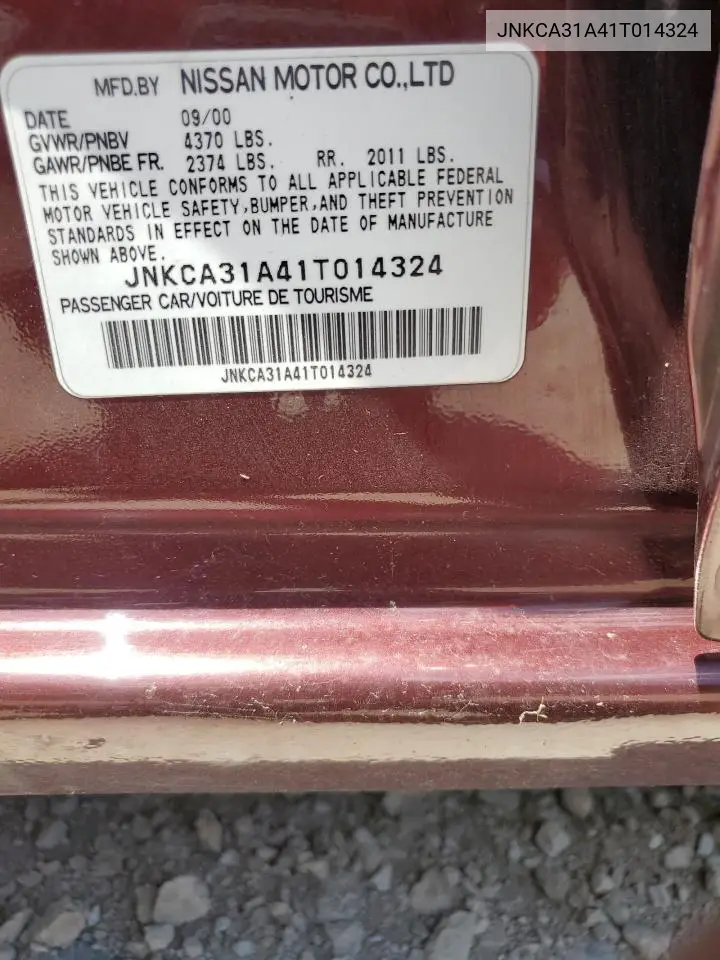 JNKCA31A41T014324
MFD.BY NISSAN MOTOR CO.,LTD
DATE 09/00
GVWR/PNBV 4370 LBS.
GAWR/PNBE FR. 2374 LBS. RR. 2011 LBS.
THIS VEHICLE CONFORMS TO ALL APPLICABLE FEDERAL
MOTOR VEHICLE SAFETY,BUMPER,AND THEFT PREVENTION
STANDARDS IN EFFECT ON THE DATE OF MANUFACTURE
SHOWN ABOVE.
JNKCA31A41T014324
PASSENGER CAR/VOITURE DE TOURISME
JNKCA31A41T014324